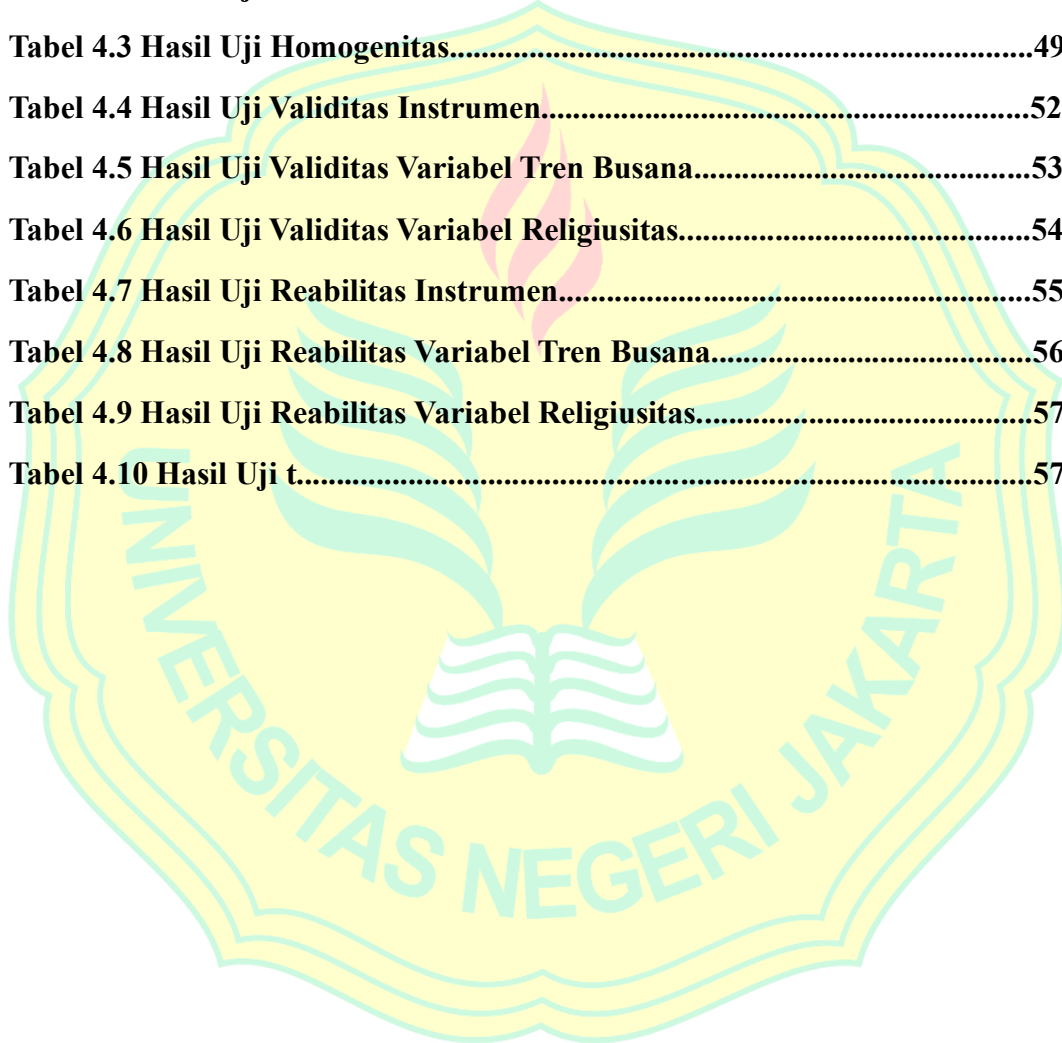 Tabel 4.3 Hasil Uji Homogenitas..........................................................................49
Tabel 4.4 Hasil Uji Validitas Instrumen..............................................................52
Tabel 4.5 Hasil Uji Validitas Variabel Tren Busana...........................................53
Tabel 4.6 Hasil Uji Validitas Variabel Religiusitas.............................................54
Tabel 4.7 Hasil Uji Reabilitas Instrumen............................................................55
Tabel 4.8 Hasil Uji Reabilitas Variabel Tren Busana.........................................56
Tabel 4.9 Hasil Uji Reabilitas Variabel Religiusitas...........................................57
Tabel 4.10 Hasil Uji t.............................................................................................57
UNIVERSITAS NEGERI JAKARTA